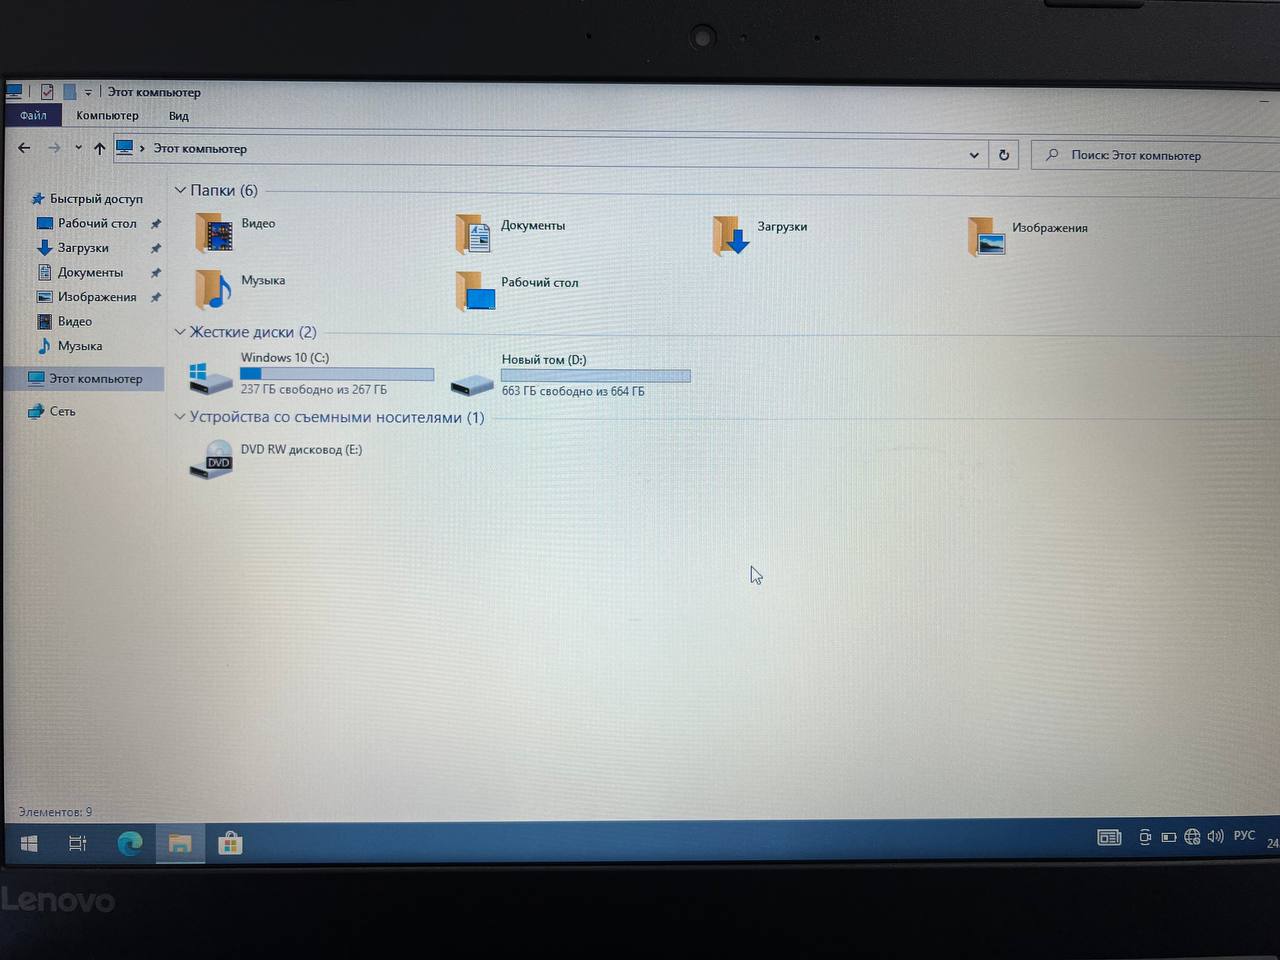 Этот компьютер
Файл Компьютер Вид
Этот компьютер
Поиск: Этот компьютер
Быстрый доступ
Рабочий стол
Загрузки
Документы
Изображения
Видео
Музыка
Этот компьютер
Сеть
Папки (6)
Видео
Документы
Загрузки
Изображения
Музыка
Рабочий стол
Жесткие диски (2)
Windows 10 (C:)
237 ГБ свободно из 267 ГБ
Новый том (D:)
663 ГБ свободно из 664 ГБ
Устройства со съемными носителями (1)
DVD
DVD RW дисковод (E:)
Элементов: 9
РУС
24
Lenovo